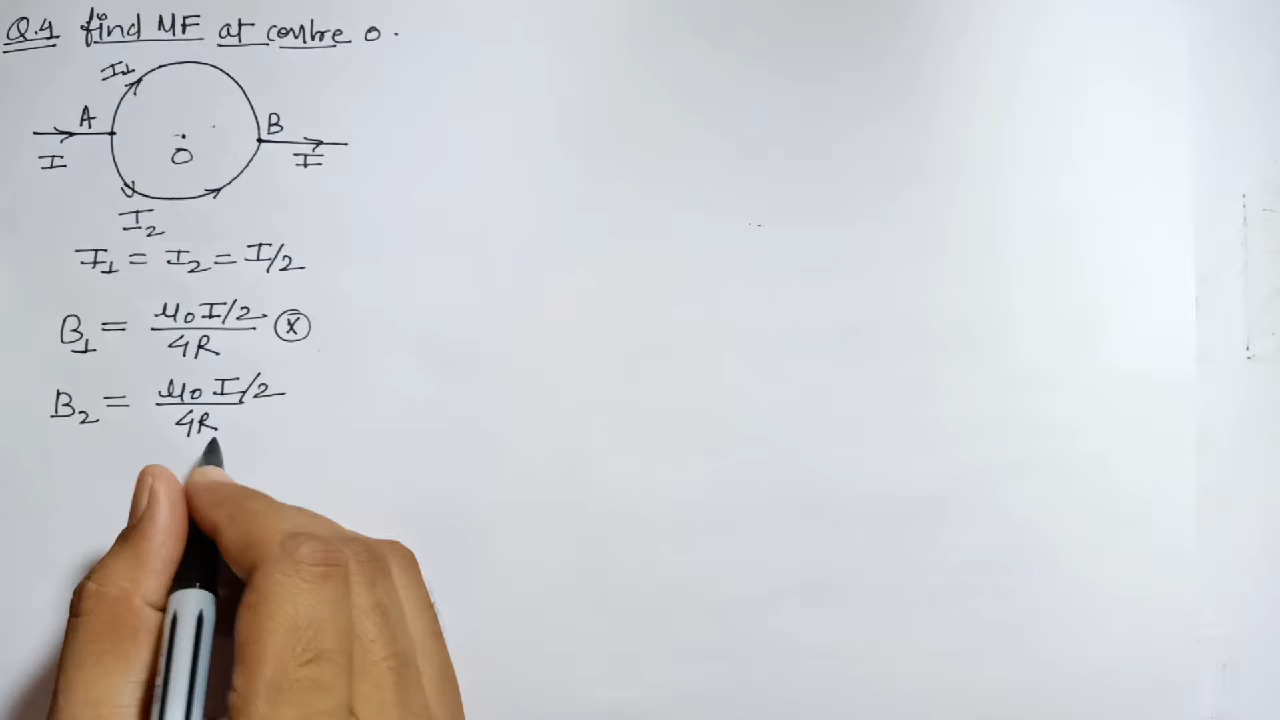 Q.4 find MF at centre O.
I1
A
B
I
O
I
I2
I1 = I2 = I/2
B1 = μ0 I/2 / 4R ⊗
B2 = μ0 I/2 / 4R